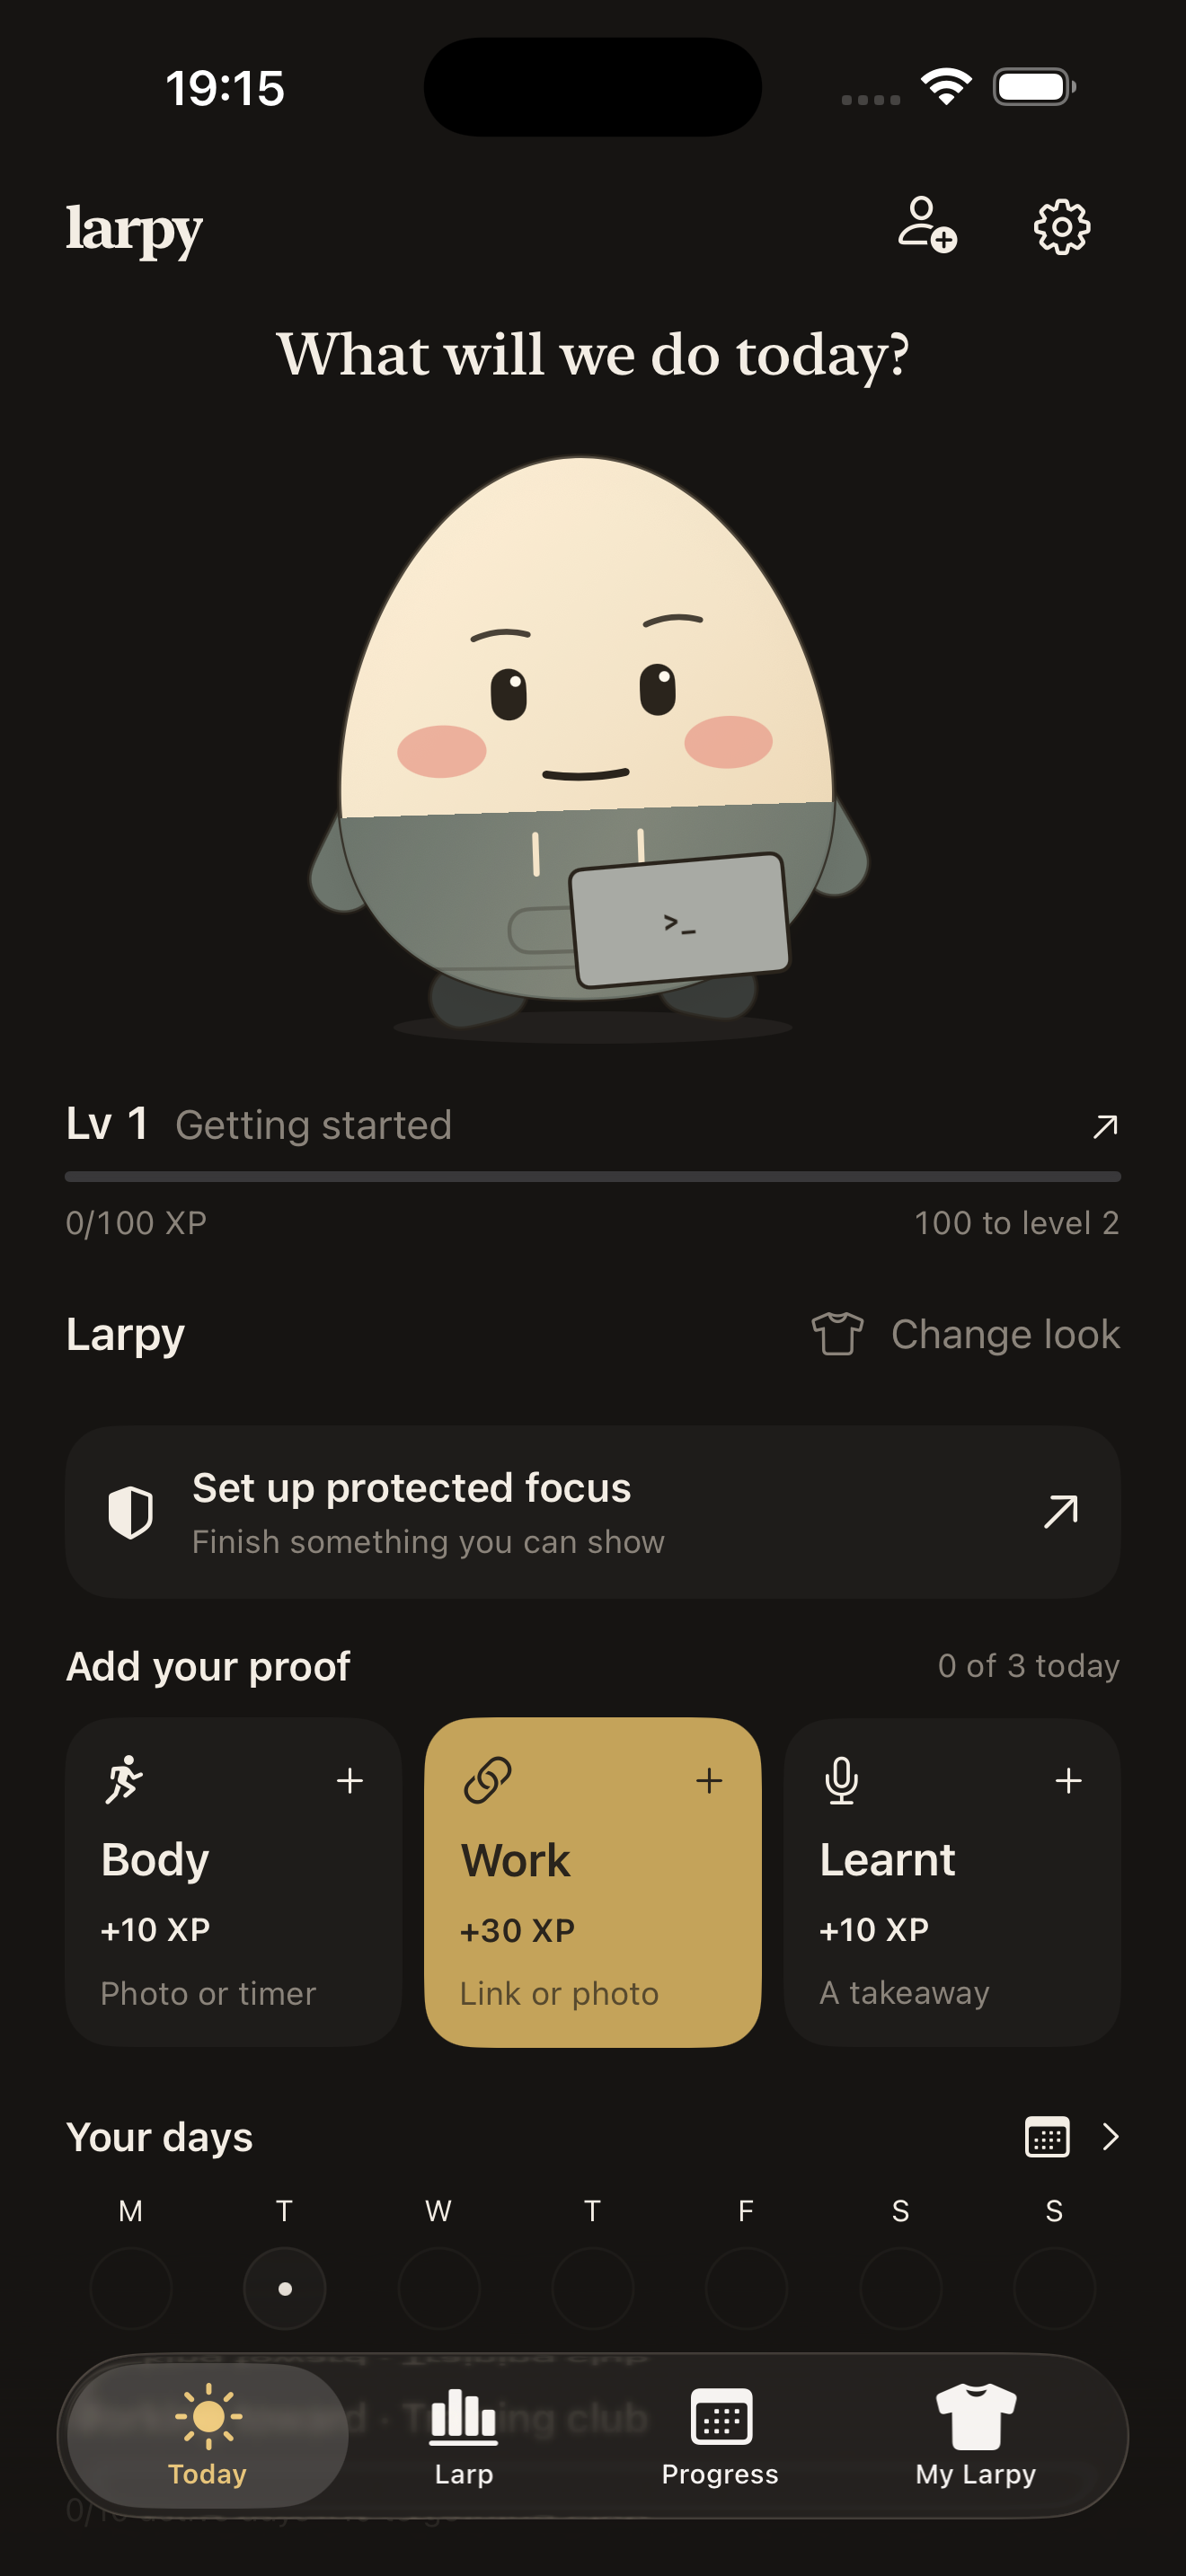 19:15
larpy
What will we do today?
>_
Lv 1 Getting started
0/100 XP 100 to level 2
Larpy Change look
Set up protected focus
Finish something you can show
Add your proof 0 of 3 today
Body Work Learnt
+10 XP +30 XP +10 XP
Photo or timer Link or photo A takeaway
Your days
M T W T F S S
Today Larp Progress My Larpy